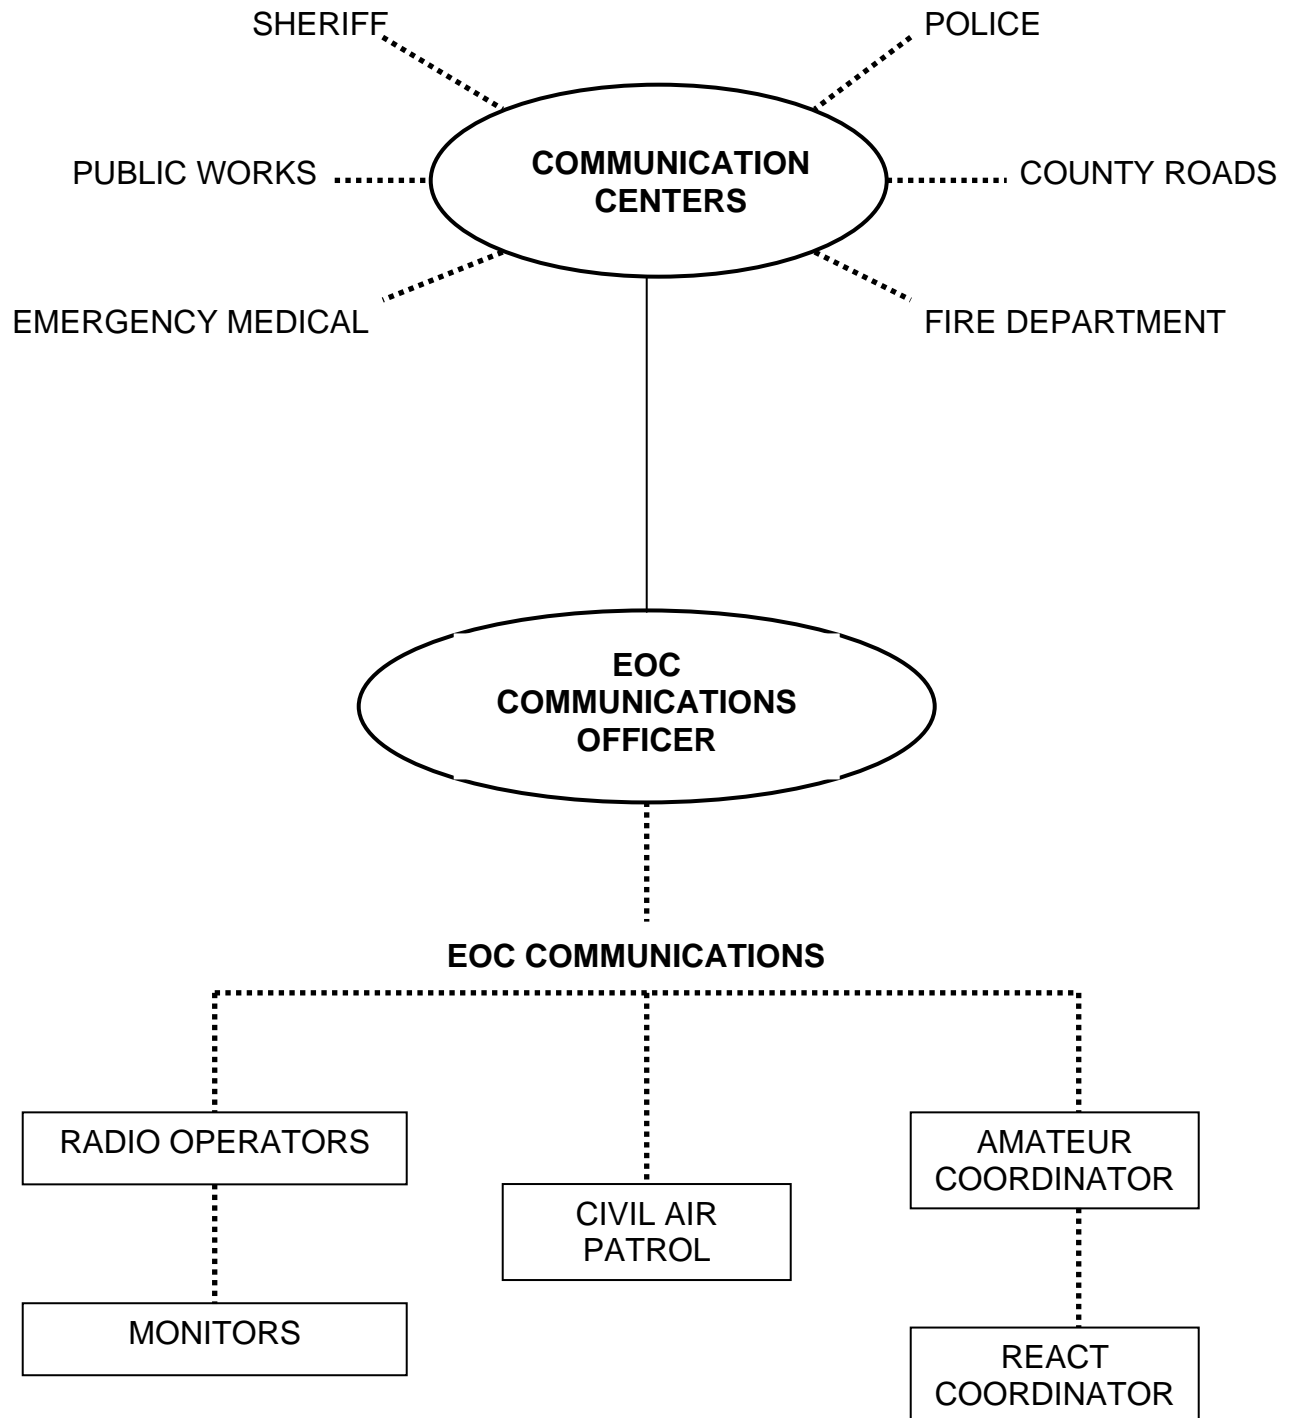 SHERIFF
POLICE
COMMUNICATION
CENTERS
PUBLIC WORKS
COUNTY ROADS
EMERGENCY MEDICAL
FIRE DEPARTMENT
EOC
COMMUNICATIONS
OFFICER
EOC COMMUNICATIONS
RADIO OPERATORS
CIVIL AIR
PATROL
AMATEUR
COORDINATOR
MONITORS
REACT
COORDINATOR